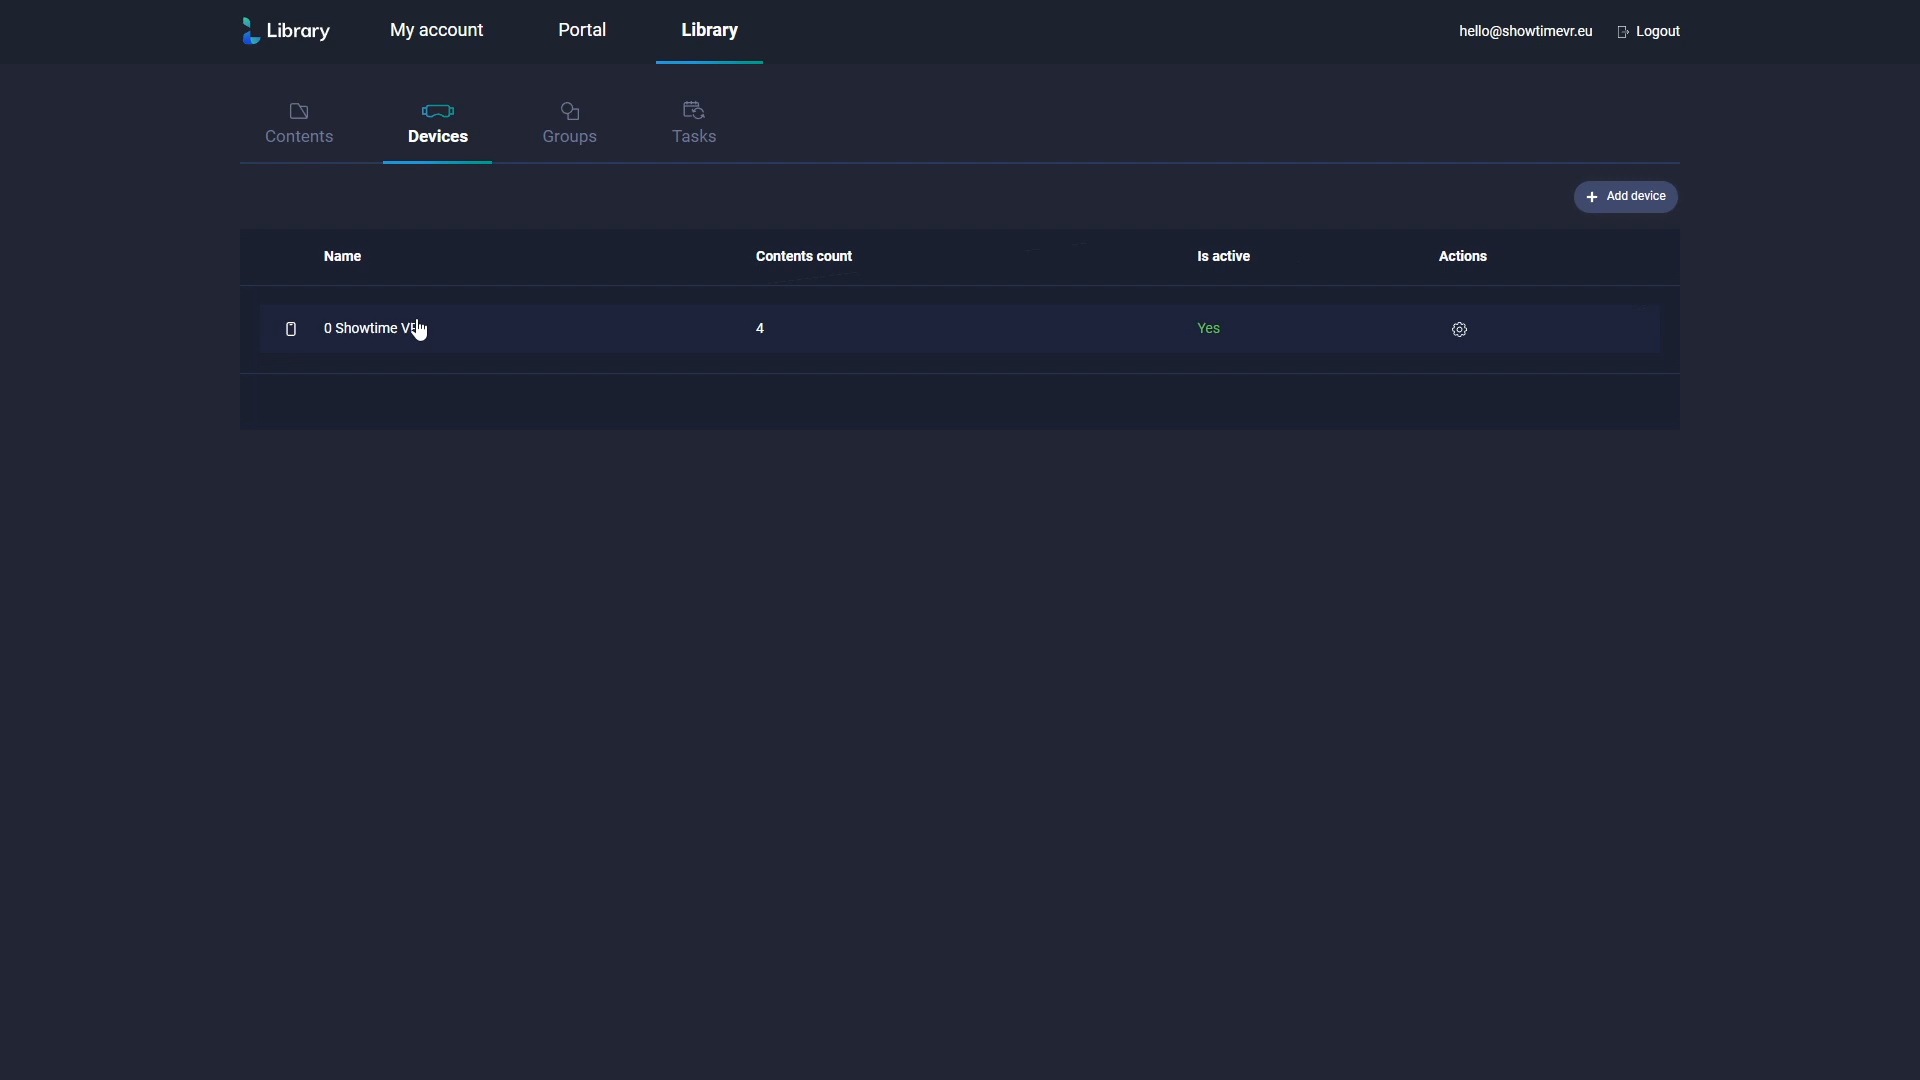 Library My account Portal Library hello@showtimevr.eu Logout
Contents Devices Groups Tasks
Add device
Name Contents count Is active Actions
0 Showtime 4 Yes